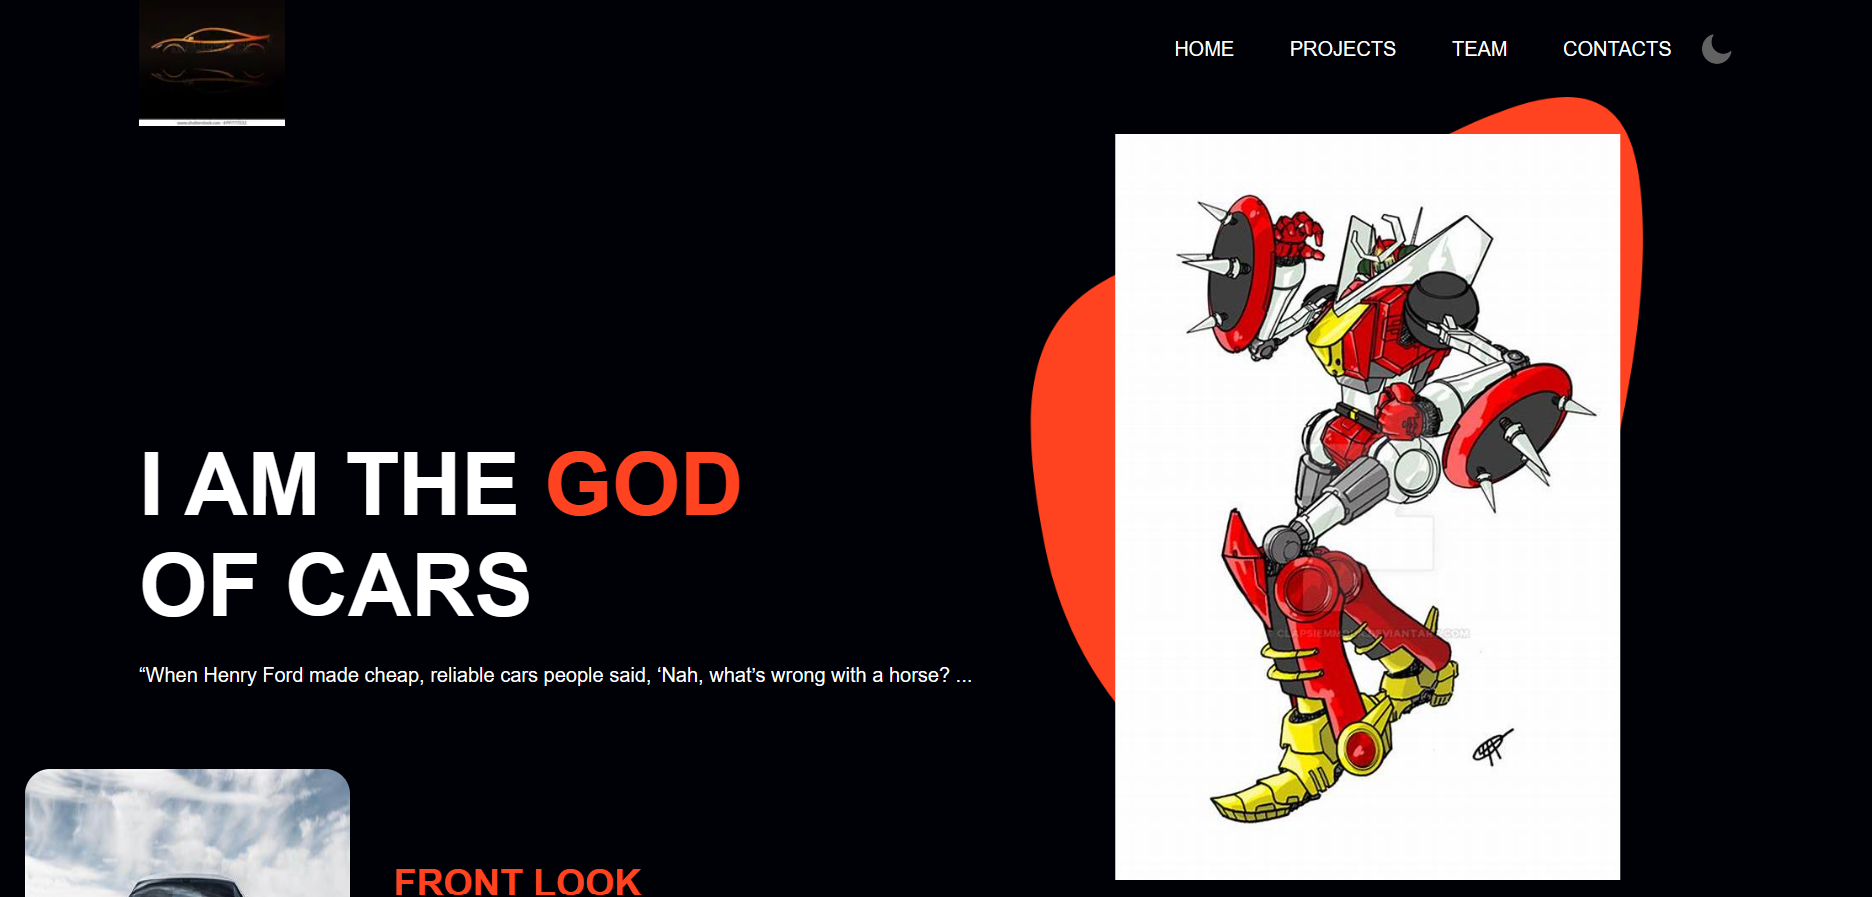 HOME PROJECTS TEAM CONTACTS
I AM THE GOD
OF CARS
“When Henry Ford made cheap, reliable cars people said, ‘Nah, what’s wrong with a horse? ...
FRONT LOOK